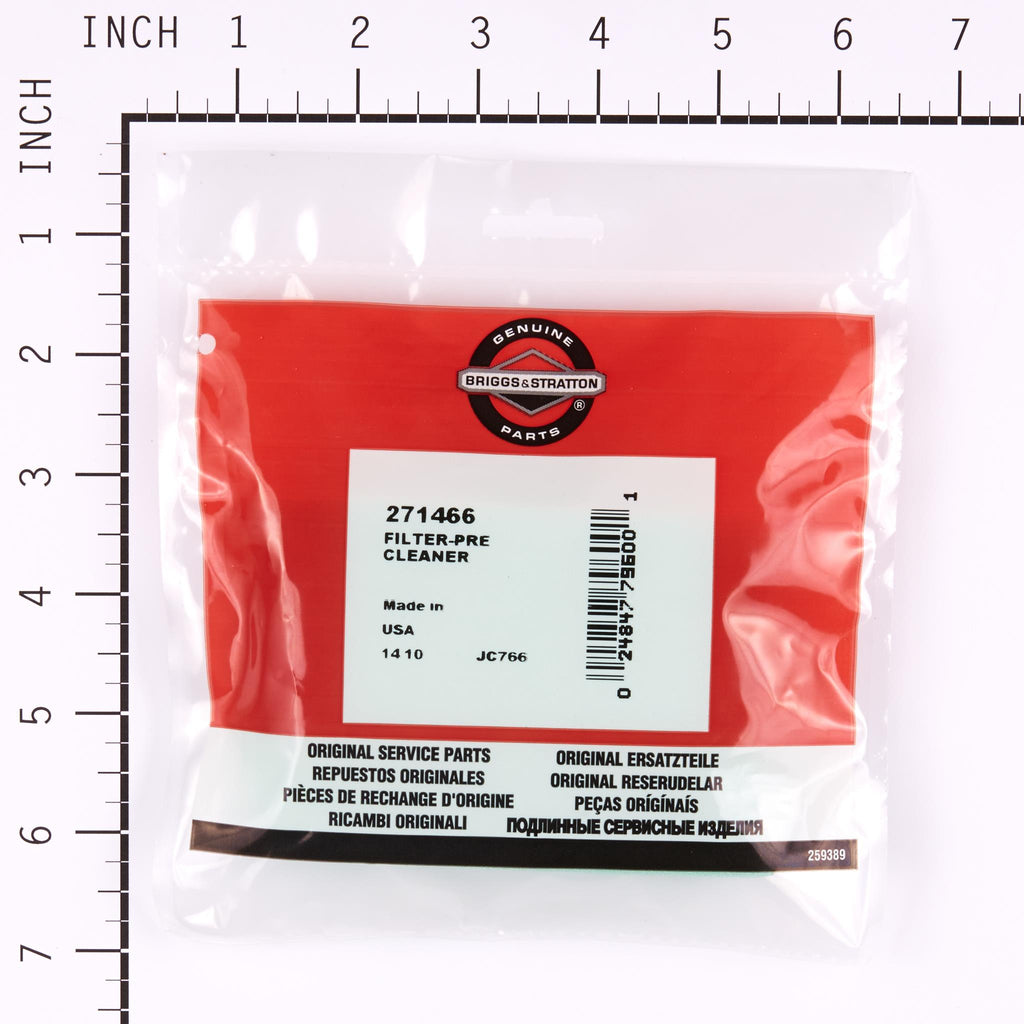 INCH 1 2 3 4 5 6 7
INCH 1 2 3 4 5 6 7
GENUINE
BRIGGS&STRATTON
®
PARTS
271466
FILTER-PRE
CLEANER
Made in
USA
14 10 JC766
0 24847 79600 1
ORIGINAL SERVICE PARTS
REPUESTOS ORIGINALES
PIÈCES DE RECHANGE D'ORIGINE
RICAMBI ORIGINALI
ORIGINAL ERSATZTEILE
ORIGINAL RESERUDELAR
PEÇAS ORÍGÍNAÍS
ПОДЛИННЫЕ СЕРВИСНЫЕ ИЗДЕЛИЯ
259389